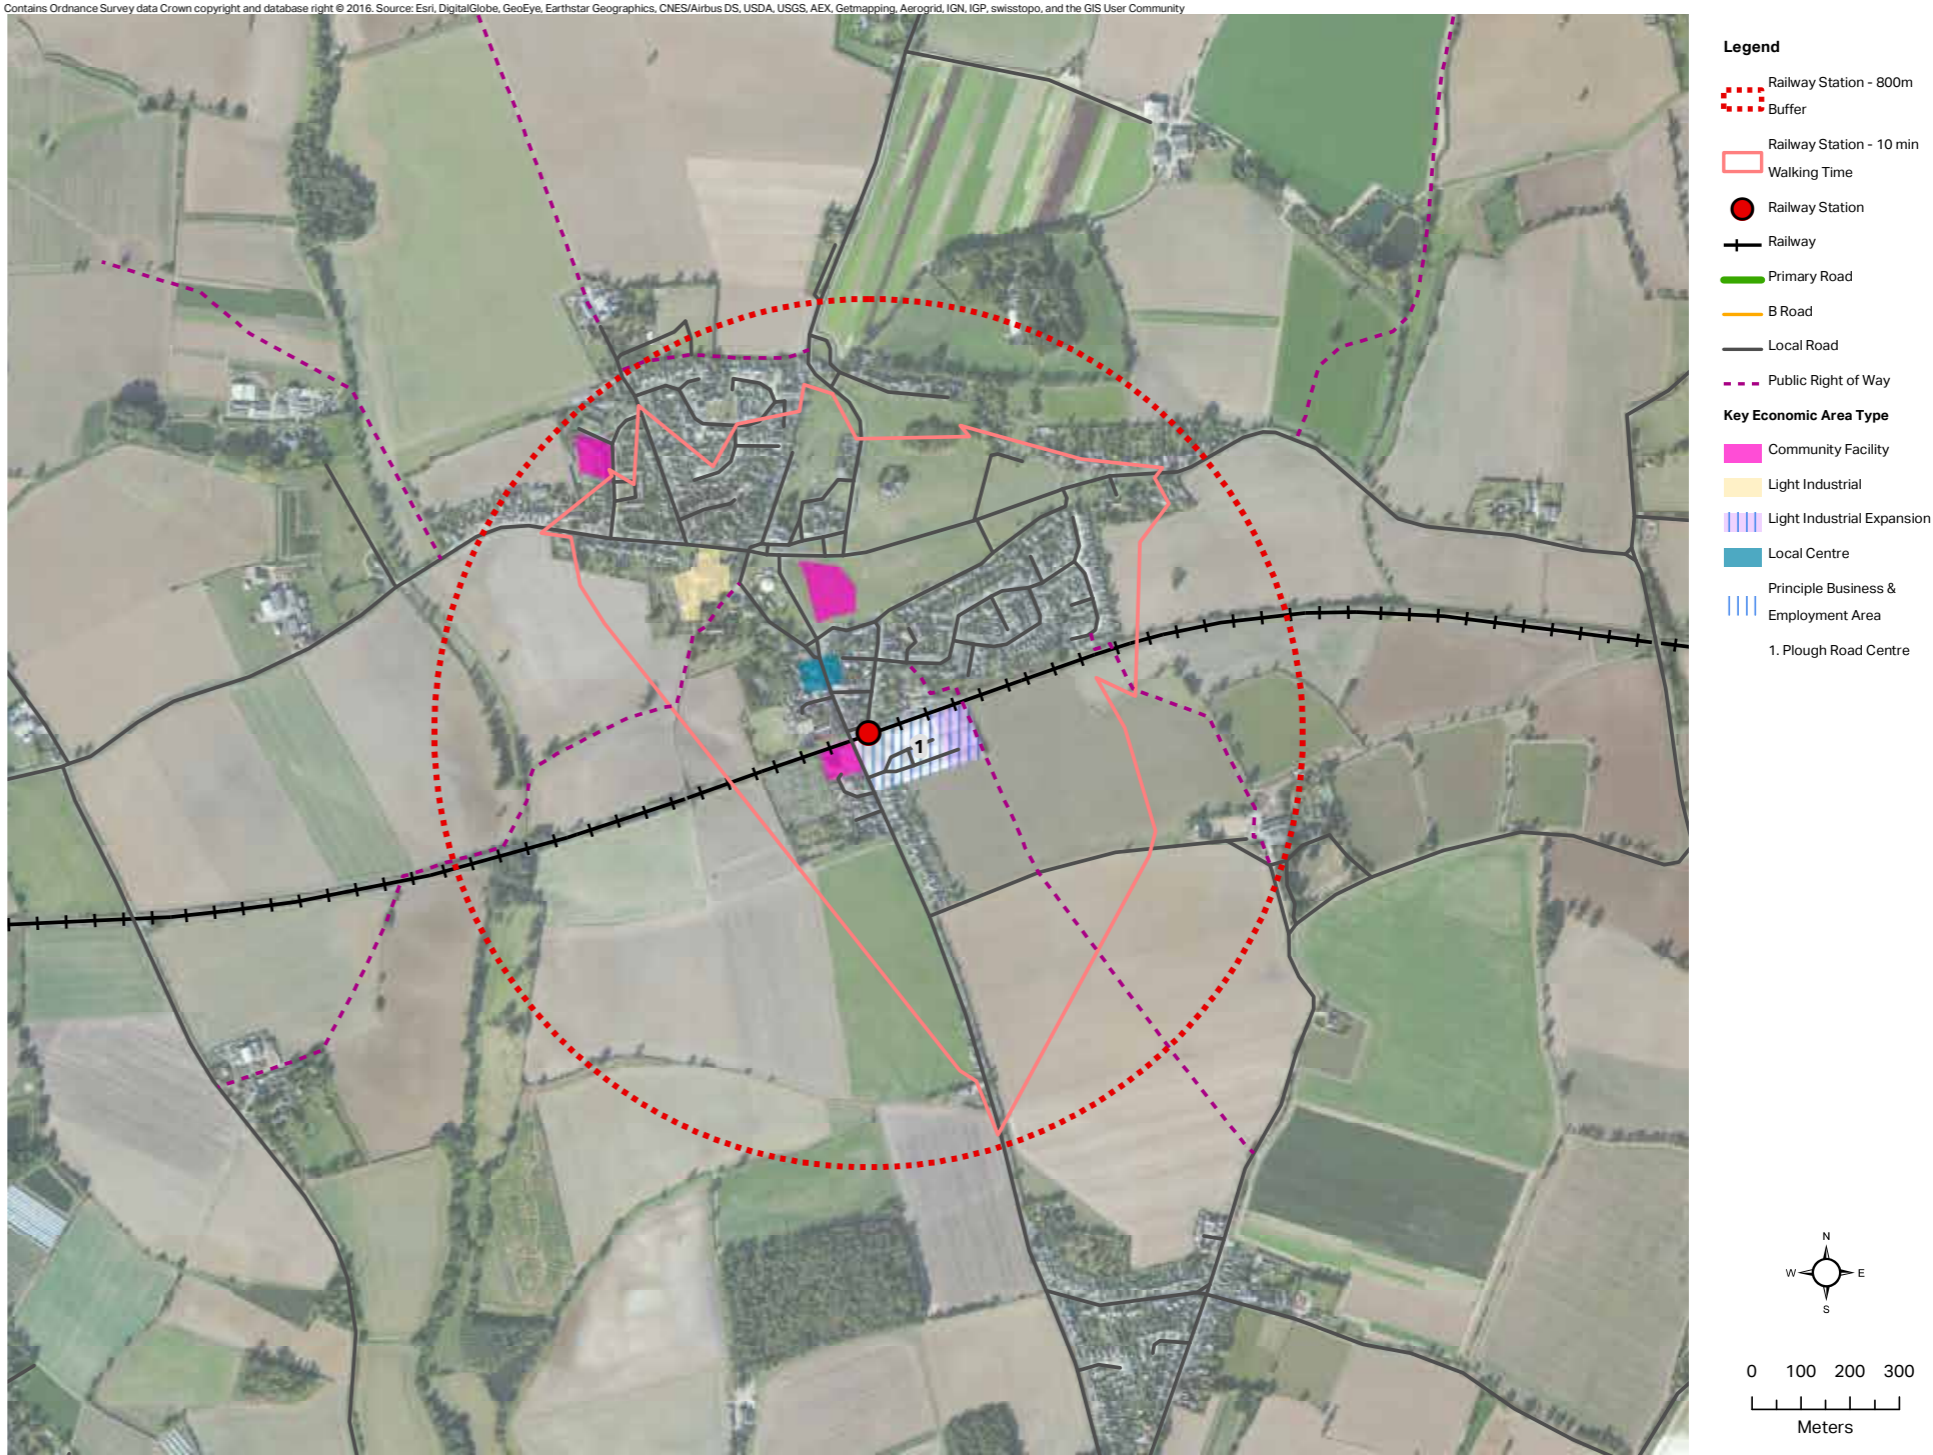 Contains Ordnance Survey data Crown copyright and database right © 2016. Source: Esri, DigitalGlobe, GeoEye, Earthstar Geographics, CNES/Airbus DS, USDA, USGS, AEX, Getmapping, Aerogrid, IGN, IGP, swisstopo, and the GIS User Community
Legend
Railway Station - 800m
Buffer
Railway Station - 10 min
Walking Time
Railway Station
Railway
Primary Road
B Road
Local Road
Public Right of Way
Key Economic Area Type
Community Facility
Light Industrial
Light Industrial Expansion
Local Centre
Principle Business &
Employment Area
1. Plough Road Centre
1
N
W E
S
0 100 200 300
Meters